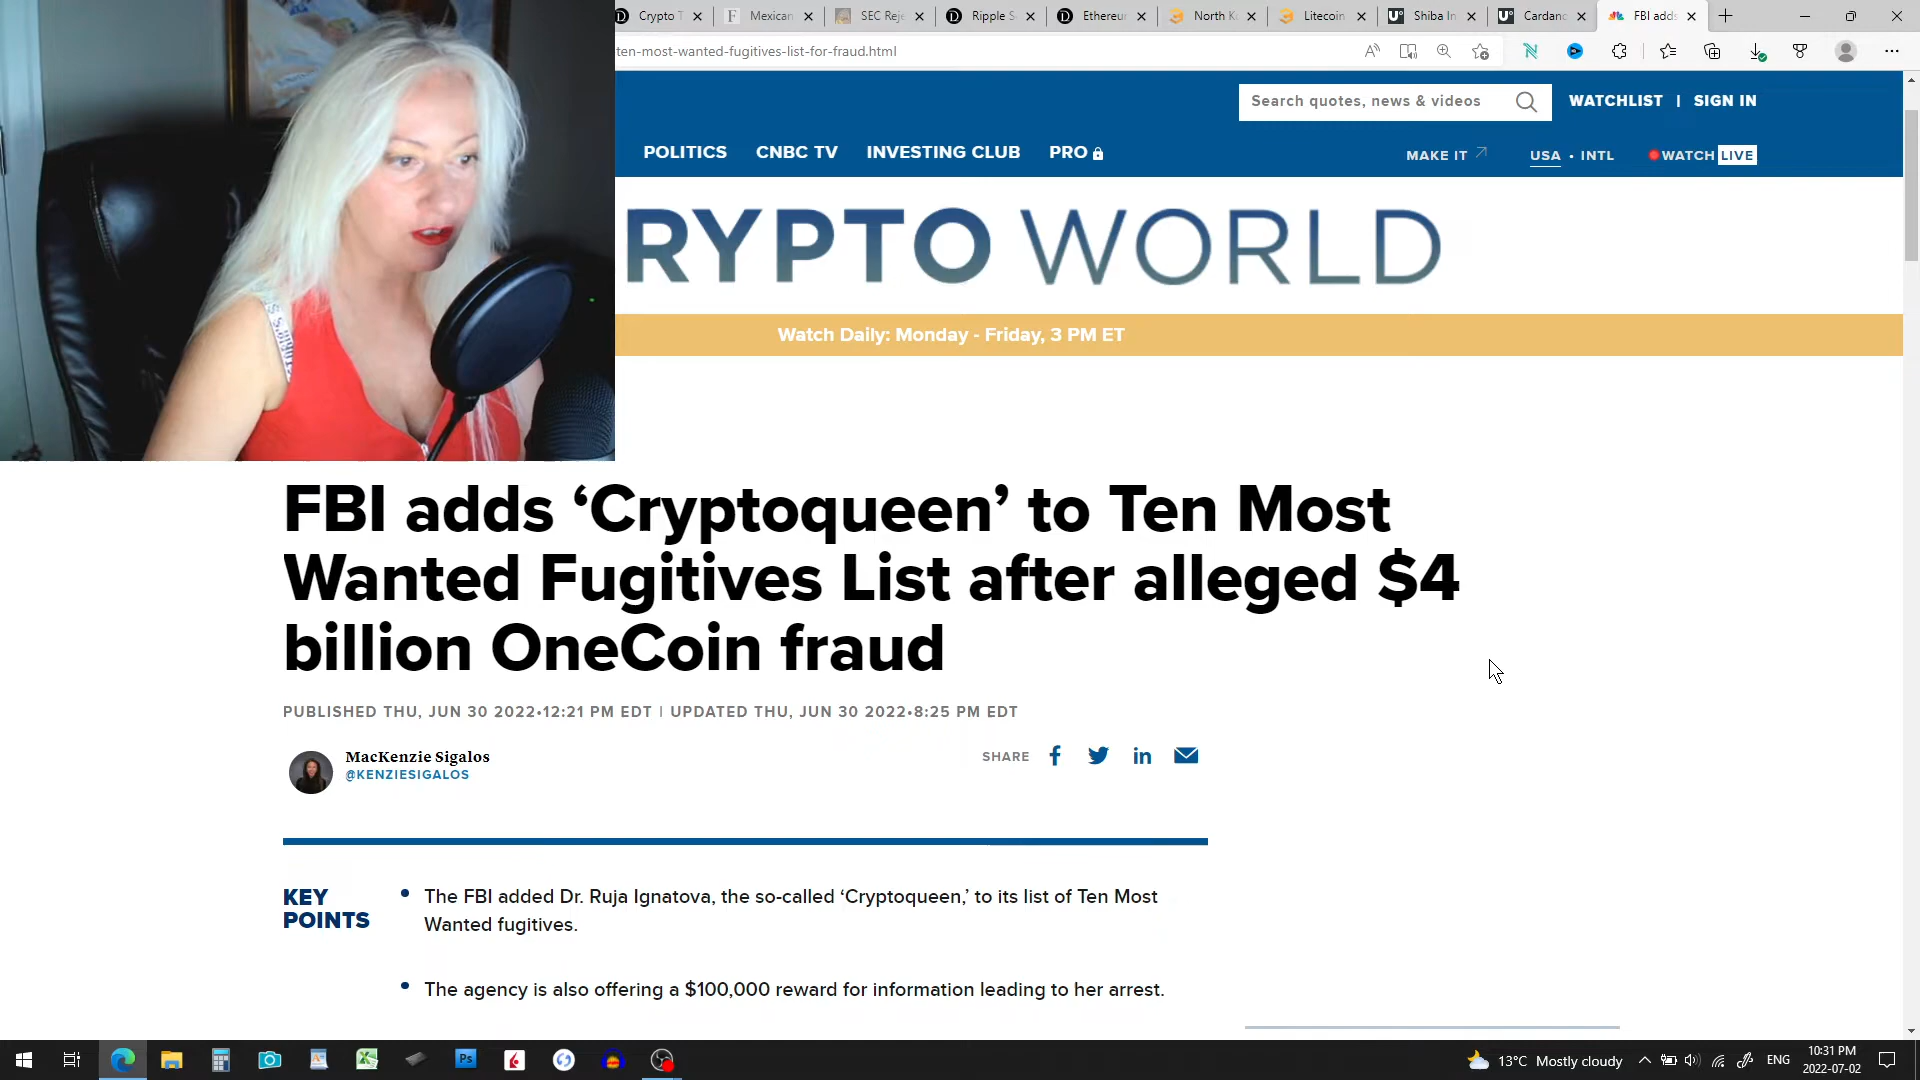 Crypto T
Mexican
SEC Reje
Ripple S
Ethereur
North Ko
Litecoin
Shiba In
Cardanc
FBI adds
ten-most-wanted-fugitives-list-for-fraud.html
Search quotes, news & videos
WATCHLIST | SIGN IN
POLITICS CNBC TV INVESTING CLUB PRO
MAKE IT USA • INTL WATCH LIVE
RYPTO WORLD
Watch Daily: Monday - Friday, 3 PM ET
FBI adds ‘Cryptoqueen’ to Ten Most
Wanted Fugitives List after alleged $4
billion OneCoin fraud
PUBLISHED THU, JUN 30 2022•12:21 PM EDT | UPDATED THU, JUN 30 2022•8:25 PM EDT
MacKenzie Sigalos
@KENZIESIGALOS
SHARE
KEY
POINTS
• The FBI added Dr. Ruja Ignatova, the so-called ‘Cryptoqueen,’ to its list of Ten Most
Wanted fugitives.
• The agency is also offering a $100,000 reward for information leading to her arrest.
Ps
13°C Mostly cloudy
ENG
10:31 PM
2022-07-02